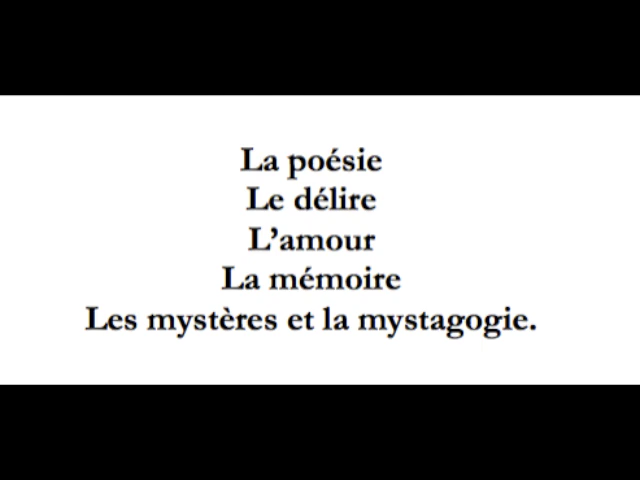 La poésie
Le délire
L’amour
La mémoire
Les mystères et la mystagogie.